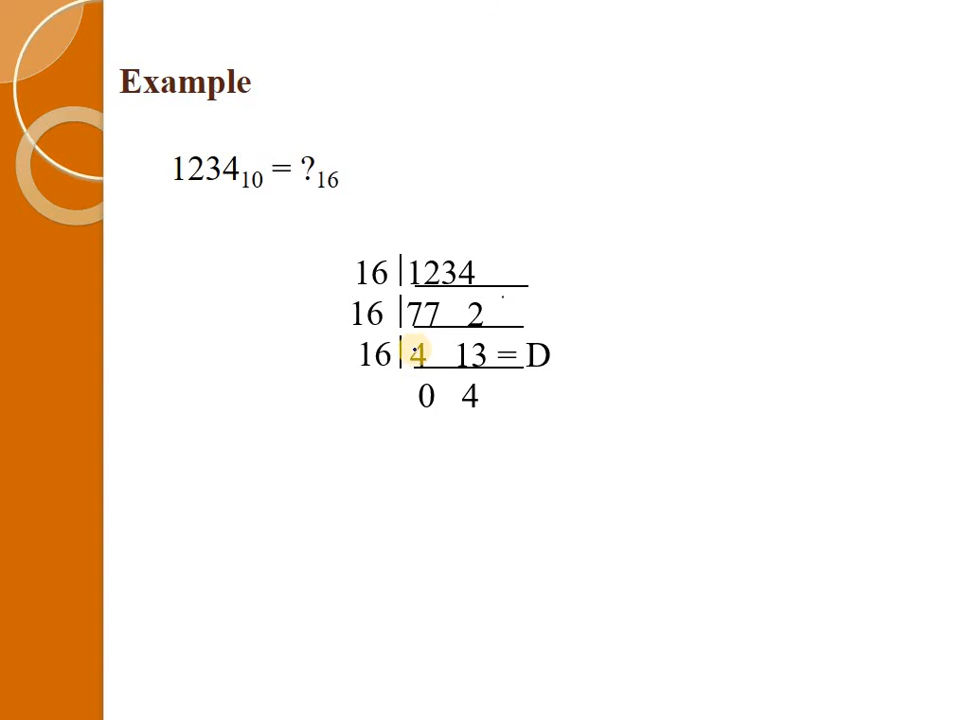 Example
1234₁₀ = ?₁₆
16 |1234
16 |77 2
16 |4 13 = D
0 4